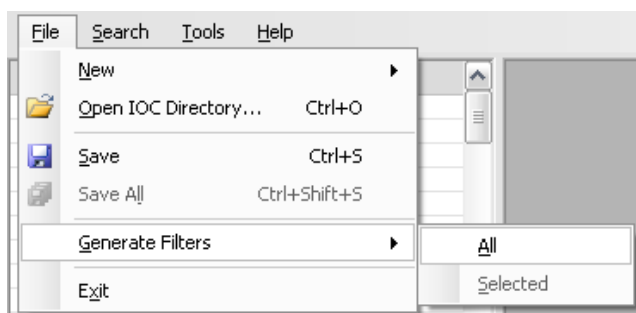 File Search Tools Help
New
Open IOC Directory... Ctrl+O
Save Ctrl+S
Save All Ctrl+Shift+S
Generate Filters
All
Exit
Selected